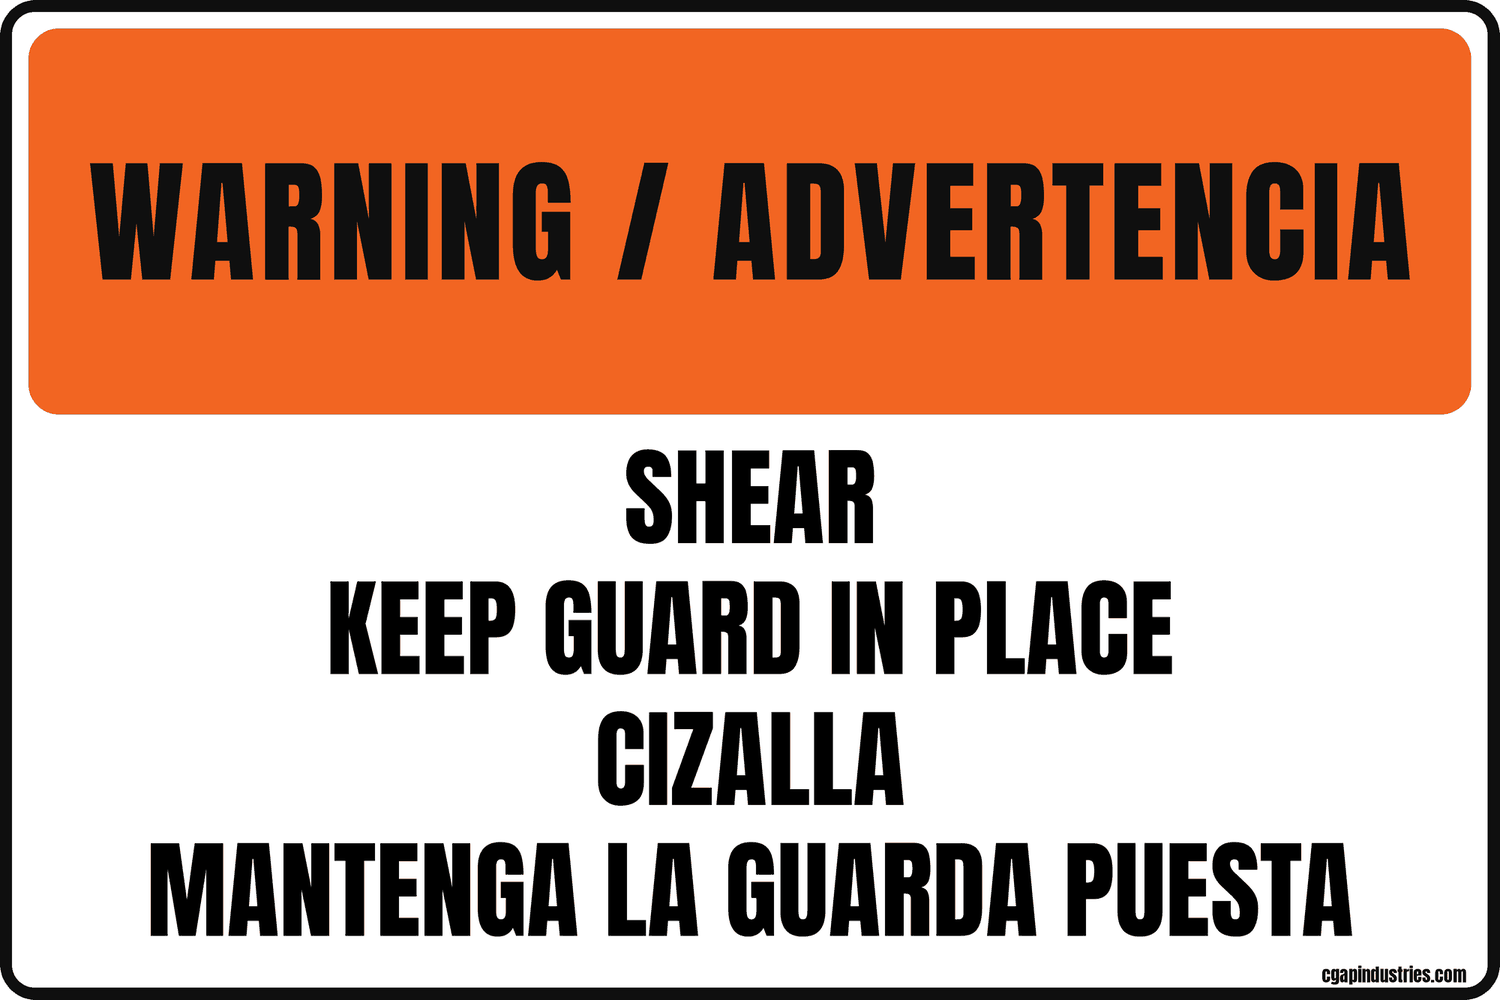 WARNING / ADVERTENCIA
SHEAR
KEEP GUARD IN PLACE
CIZALLA
MANTENGA LA GUARDA PUESTA
cgapindustries.com